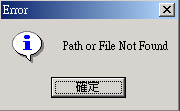 Error
Path or File Not Found
確定